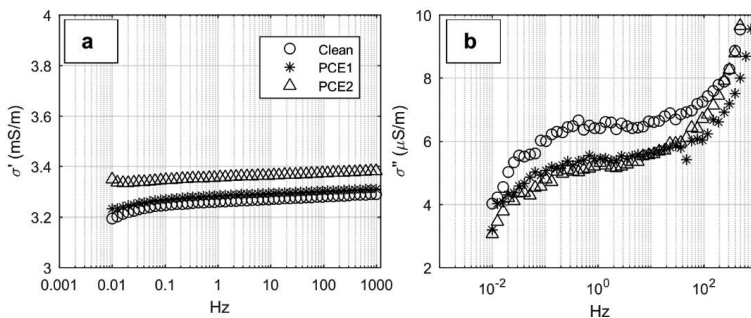 a
b
Clean
PCE1
PCE2
4
3.8
3.6
3.4
3.2
3
σ' (mS/m)
0.001 0.01 0.1 1 10 100 1000
Hz
10
8
6
4
2
σ" (μS/m)
10⁻² 10⁰ 10²
Hz